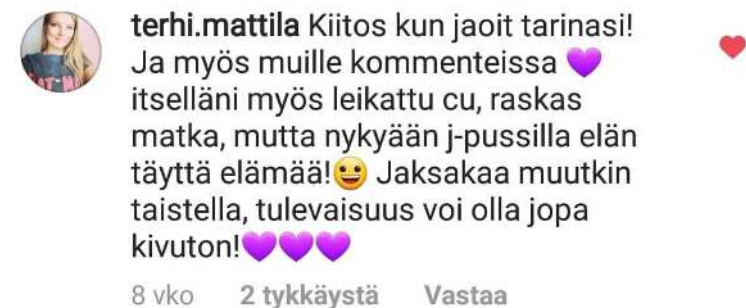 terhi.mattila Kiitos kun jaoit tarinasi!
Ja myös muille kommenteissa 💜
itselläni myös leikattu cu, raskas
matka, mutta nykyään j-pussilla elän
täyttä elämää!😀 Jaksakaa muutkin
taistella, tulevaisuus voi olla jopa
kivuton!💜💜💜
8 vko 2 tykkäystä Vastaa